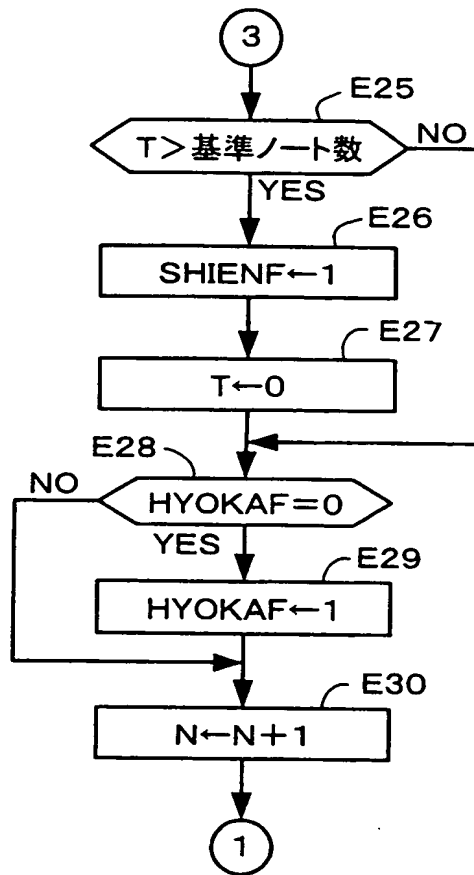 3
E25
T>基準ノート数
NO
YES
E26
SHIENF←1
E27
T←0
E28
NO
HYOKAF=0
YES
E29
HYOKAF←1
E30
N←N+1
1